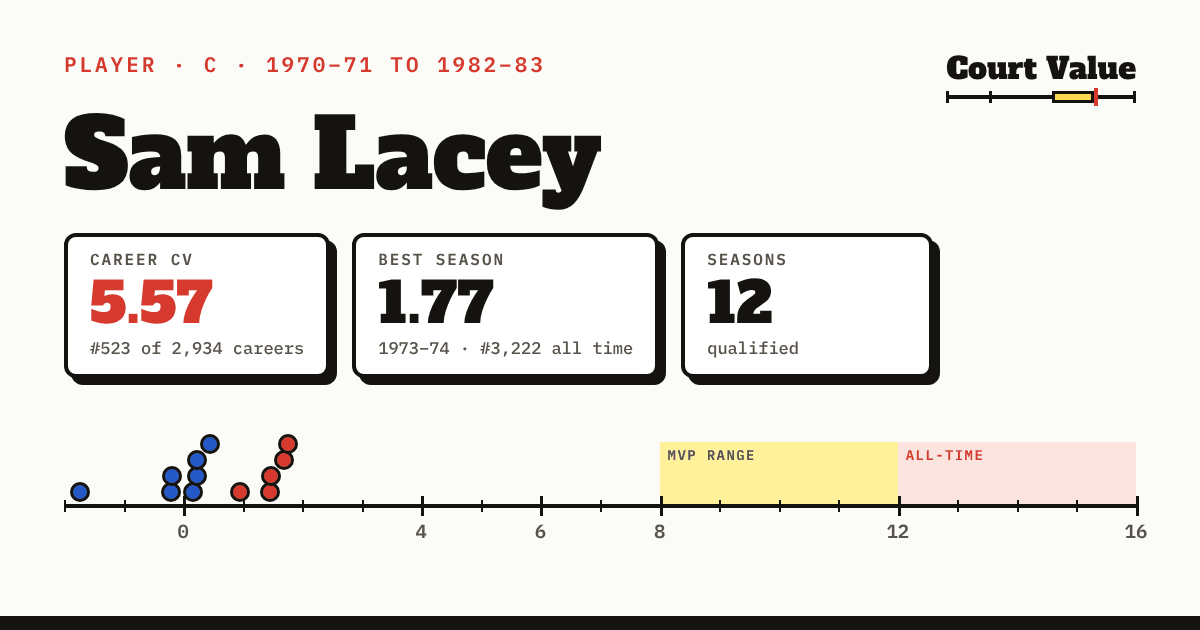 PLAYER · C · 1970–71 TO 1982–83
Court Value
Sam Lacey
CAREER CV
5.57
#523 of 2,934 careers
BEST SEASON
1.77
1973–74 · #3,222 all time
SEASONS
12
qualified
MVP RANGE
ALL-TIME
0 4 6 8 12 16